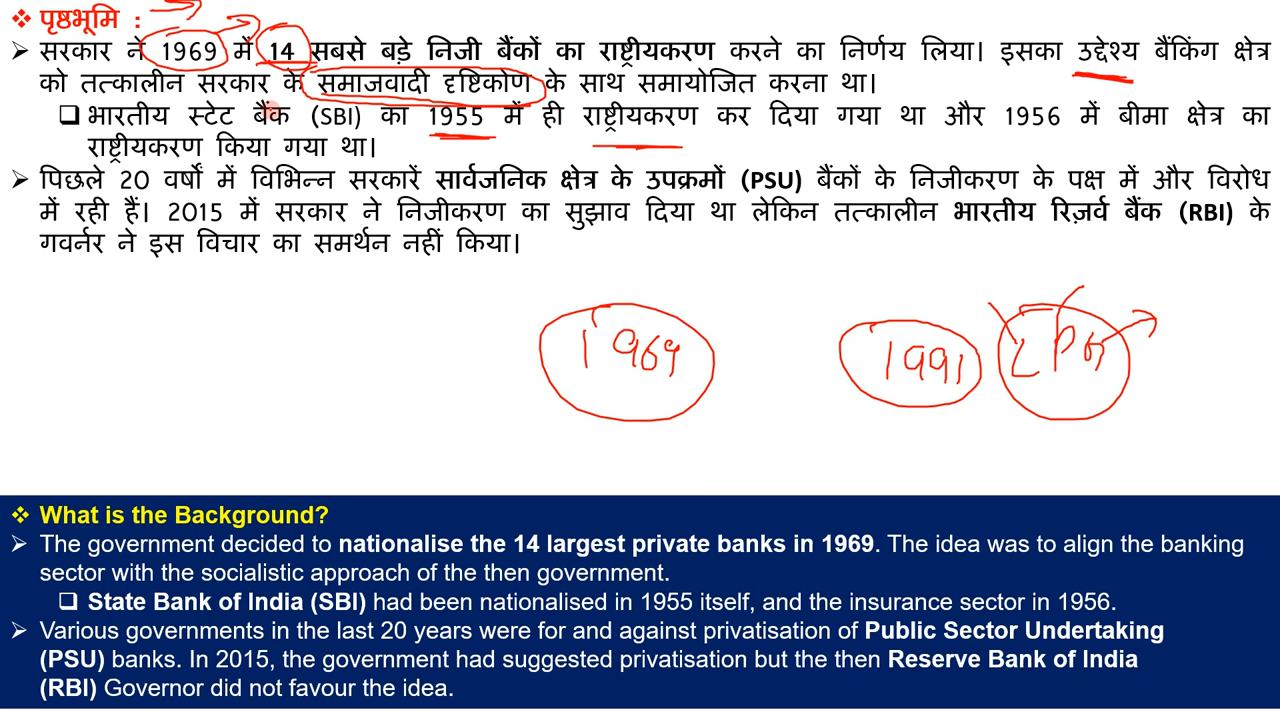 ❖ पृष्ठभूमि :
➢ सरकार ने 1969 में 14 सबसे बड़े निजी बैंकों का राष्ट्रीयकरण करने का निर्णय लिया। इसका उद्देश्य बैंकिंग क्षेत्र
को तत्कालीन सरकार के समाजवादी दृष्टिकोण के साथ समायोजित करना था।
❑ भारतीय स्टेट बैंक (SBI) का 1955 में ही राष्ट्रीयकरण कर दिया गया था और 1956 में बीमा क्षेत्र का
राष्ट्रीयकरण किया गया था।
➢ पिछले 20 वर्षों में विभिन्न सरकारें सार्वजनिक क्षेत्र के उपक्रमों (PSU) बैंकों के निजीकरण के पक्ष में और विरोध
में रही हैं। 2015 में सरकार ने निजीकरण का सुझाव दिया था लेकिन तत्कालीन भारतीय रिज़र्व बैंक (RBI) के
गवर्नर ने इस विचार का समर्थन नहीं किया।
1969 1991 LPG
❖ What is the Background?
➢ The government decided to nationalise the 14 largest private banks in 1969. The idea was to align the banking
sector with the socialistic approach of the then government.
❑ State Bank of India (SBI) had been nationalised in 1955 itself, and the insurance sector in 1956.
➢ Various governments in the last 20 years were for and against privatisation of Public Sector Undertaking
(PSU) banks. In 2015, the government had suggested privatisation but the then Reserve Bank of India
(RBI) Governor did not favour the idea.